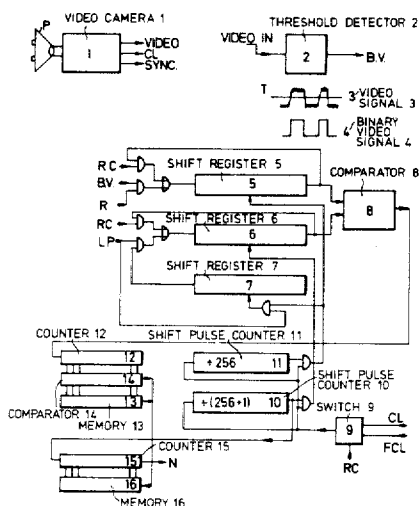 VIDEO CAMERA 1
P
1
VIDEO
CL
SYNC.
THRESHOLD DETECTOR 2
VIDEO IN
2
B.V.
T
3 VIDEO SIGNAL 3
4 BINARY VIDEO SIGNAL 4
RC
B.V.
R
SHIFT REGISTER 5
5
COMPARATOR 8
8
RC
LP
SHIFT REGISTER 6
6
SHIFT REGISTER 7
7
COUNTER 12
12
14
13
COMPARATOR 14
MEMORY 13
SHIFT PULSE COUNTER 11
÷256 11
SHIFT PULSE COUNTER 10
÷(256+1) 10
SWITCH 9
9
CL
FCL
RC
COUNTER 15
15
N
16
MEMORY 16